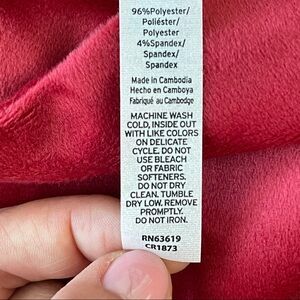 96%Polyester/
Poliéster/
Polyester
4%Spandex/
Spandex/
Spandex
Made in Cambodia
Hecho en Camboya
Fabriqué au Cambodge
MACHINE WASH
COLD, INSIDE OUT
WITH LIKE COLORS
ON DELICATE
CYCLE. DO NOT
USE BLEACH
OR FABRIC
SOFTENERS.
DO NOT DRY
CLEAN. TUMBLE
DRY LOW. REMOVE
PROMPTLY.
DO NOT IRON.
RN63619
CR1873